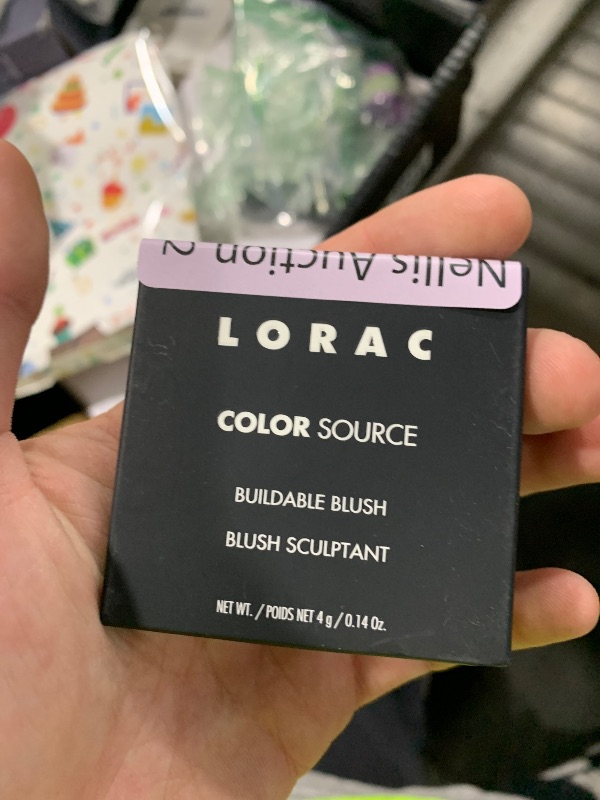 Nellis Auction 2
LORAC
COLOR SOURCE
BUILDABLE BLUSH
BLUSH SCULPTANT
NET WT. / POIDS NET 4 g / 0.14 Oz.